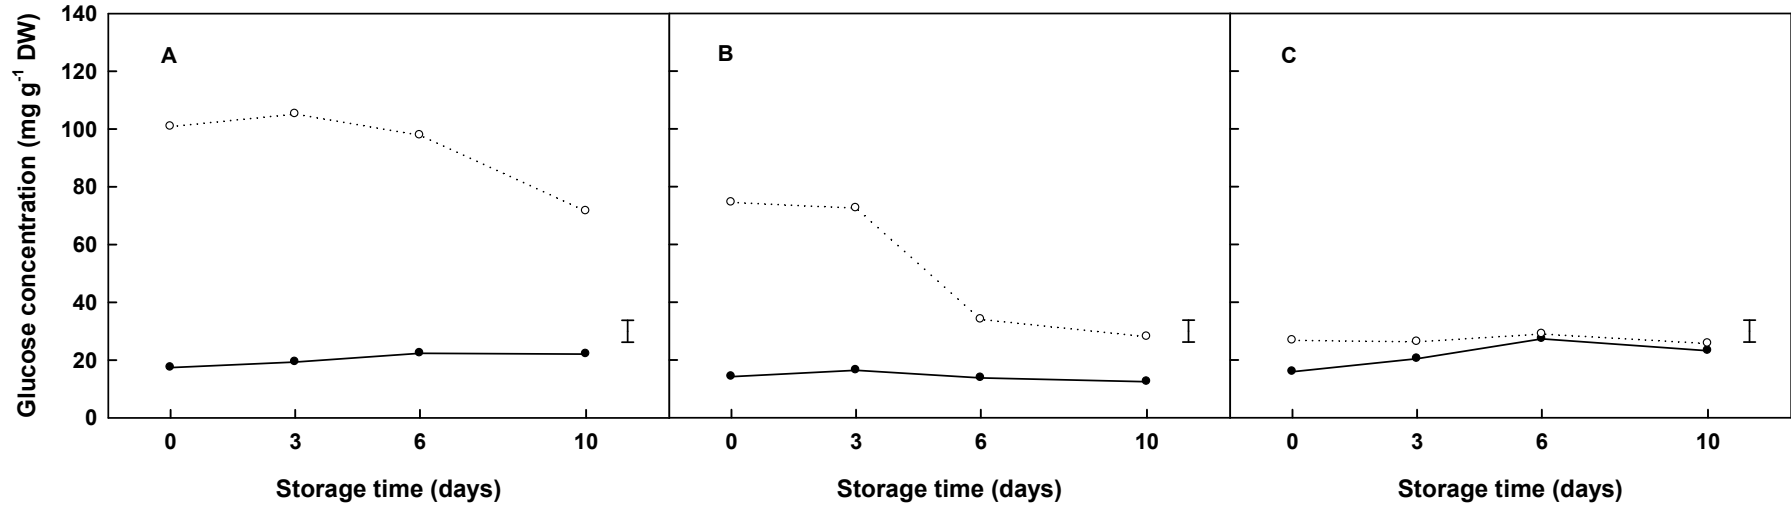 Glucose concentration (mg g⁻¹ DW)
140
120
100
80
60
40
20
0
A
B
C
0 3 6 10
0 3 6 10
0 3 6 10
Storage time (days)
Storage time (days)
Storage time (days)